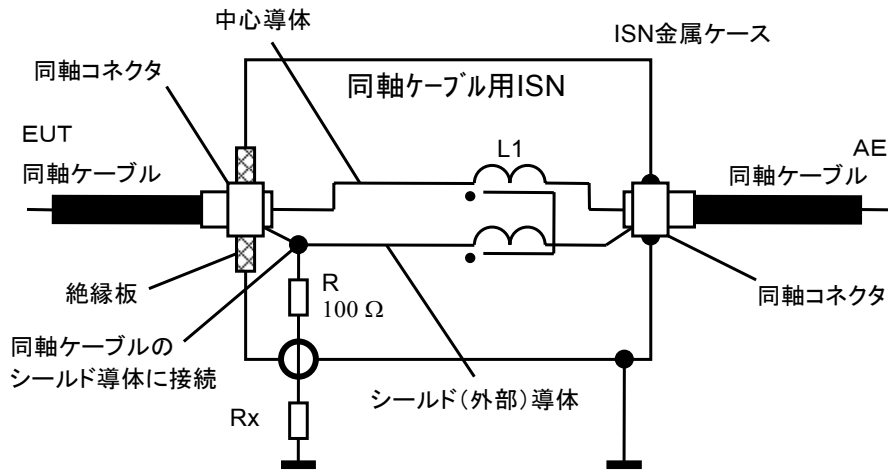 中心導体
ISN金属ケース
同軸コネクタ
同軸ケーブル用ISN
EUT
同軸ケーブル
L1
AE
同軸ケーブル
絶縁板
R
100 Ω
同軸コネクタ
同軸ケーブルの
シールド導体に接続
シールド（外部）導体
Rx